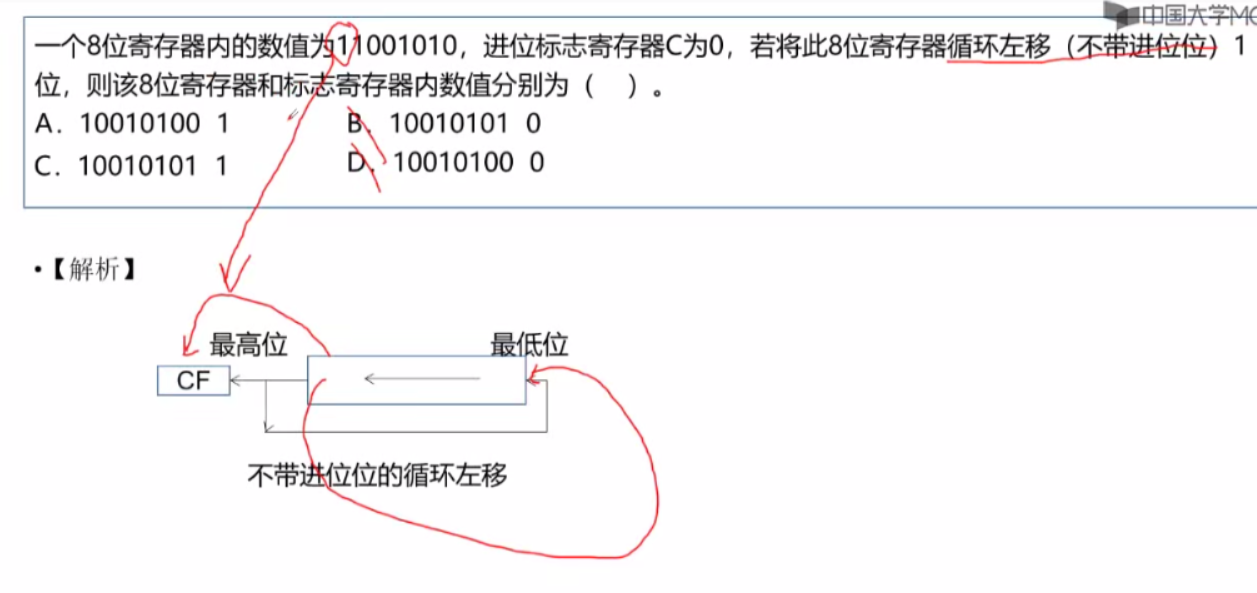 中国大学MO
一个8位寄存器内的数值为11001010，进位标志寄存器C为0，若将此8位寄存器循环左移（不带进位位）1
位，则该8位寄存器和标志寄存器内数值分别为（ ）。
A．10010100 1 B．10010101 0
C．10010101 1 D．10010100 0
•【解析】
最高位 最低位
CF
不带进位位的循环左移